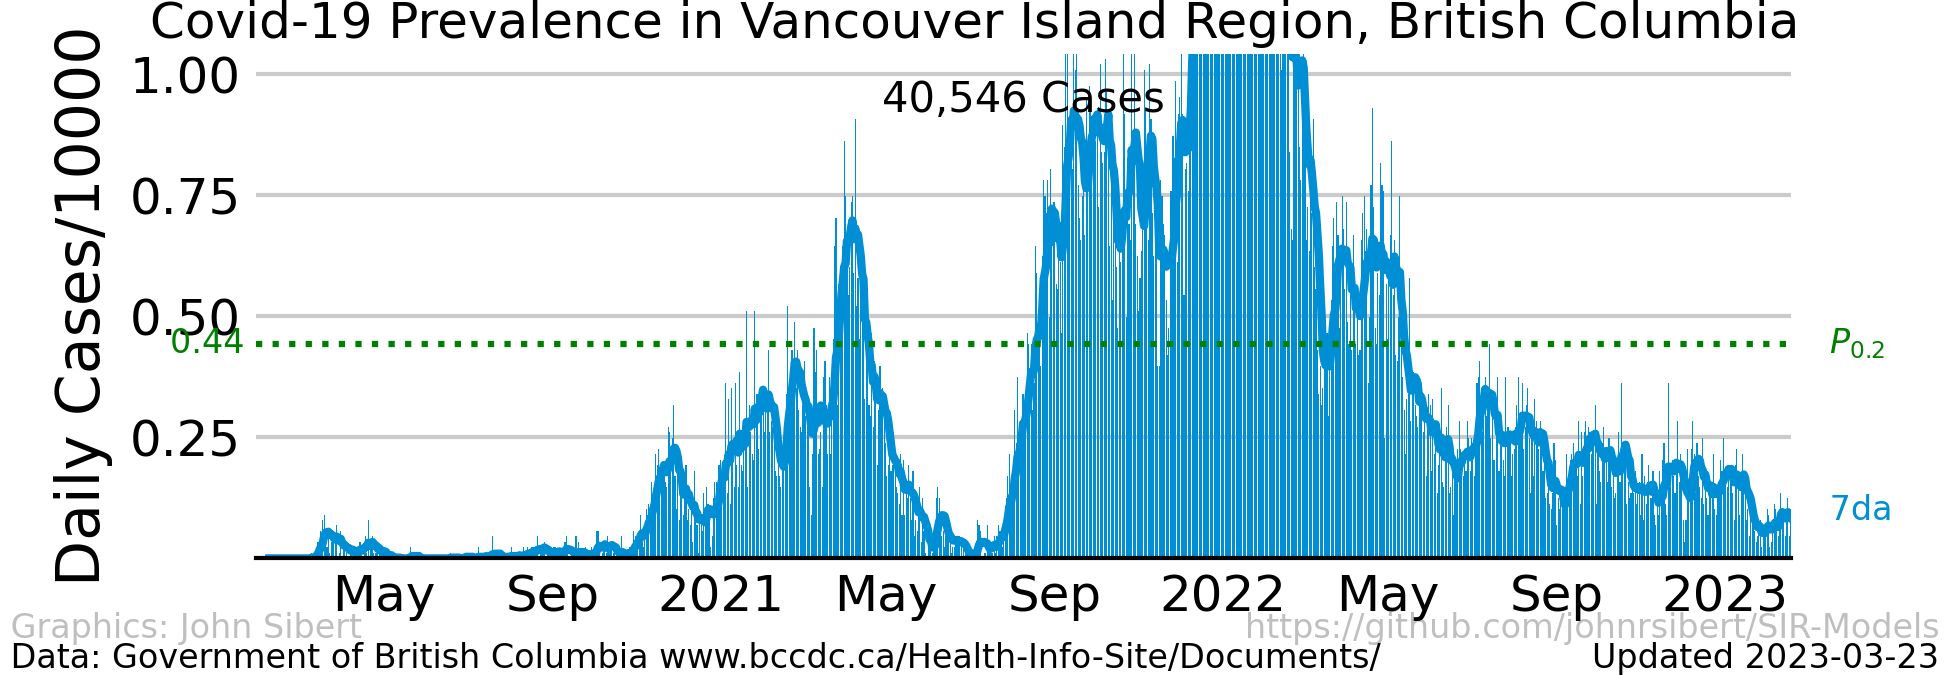 Covid-19 Prevalence in Vancouver Island Region, British Columbia
Daily Cases/10000
1.00
0.75
0.50
0.25
0.44
40,546 Cases
P0.2
7da
May Sep 2021 May Sep 2022 May Sep 2023
Graphics: John Sibert
https://github.com/johnrsibert/SIR-Models
Data: Government of British Columbia www.bccdc.ca/Health-Info-Site/Documents/
Updated 2023-03-23